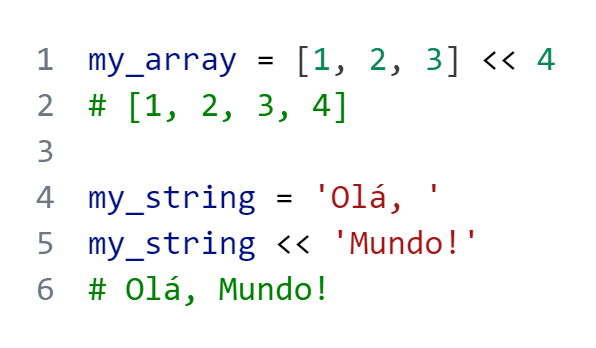 1 my_array = [1, 2, 3] << 4
2 # [1, 2, 3, 4]
3
4 my_string = 'Olá, '
5 my_string << 'Mundo!'
6 # Olá, Mundo!